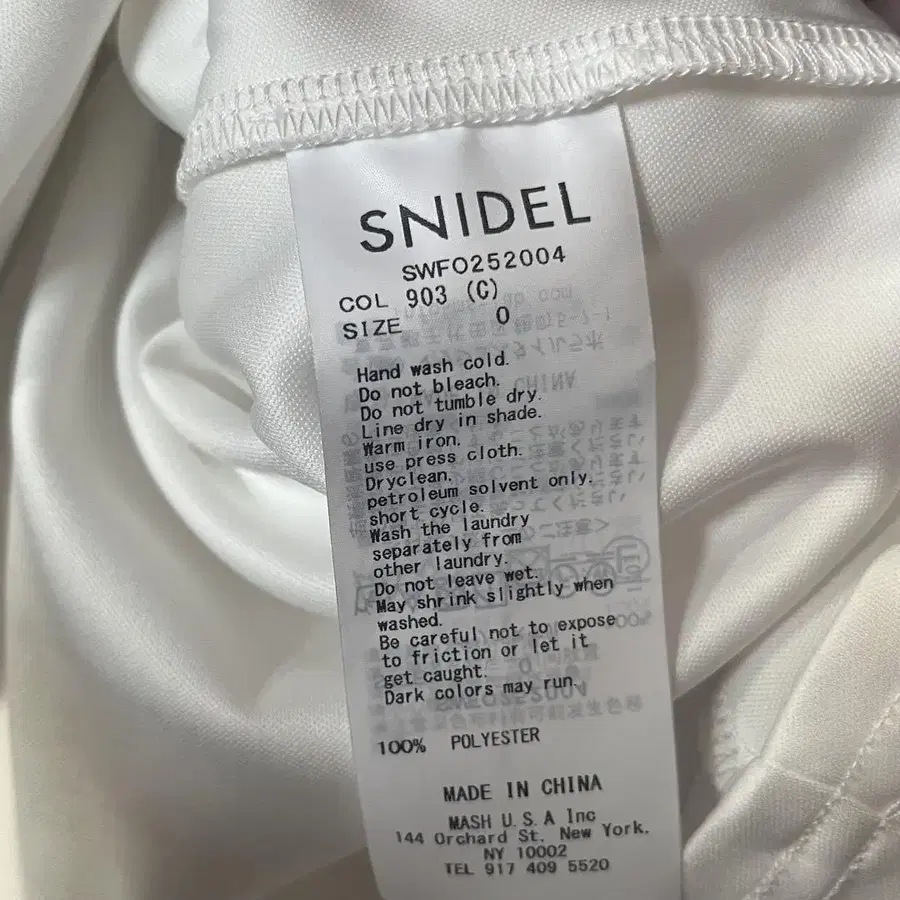 SNIDEL
SWFO252004
COL 903 (C)
SIZE 0
Hand wash cold.
Do not bleach.
Do not tumble dry.
Line dry in shade.
Warm iron.
use press cloth.
Dryclean.
petroleum solvent only.
short cycle.
Wash the laundry
separately from
other laundry.
Do not leave wet.
May shrink slightly when
washed.
Be careful not to expose
to friction or let it
get caught.
Dark colors may run.
100% POLYESTER
MADE IN CHINA
MASH U.S.A Inc
144 Orchard St. New York.
NY 10002
TEL 917 409 5520